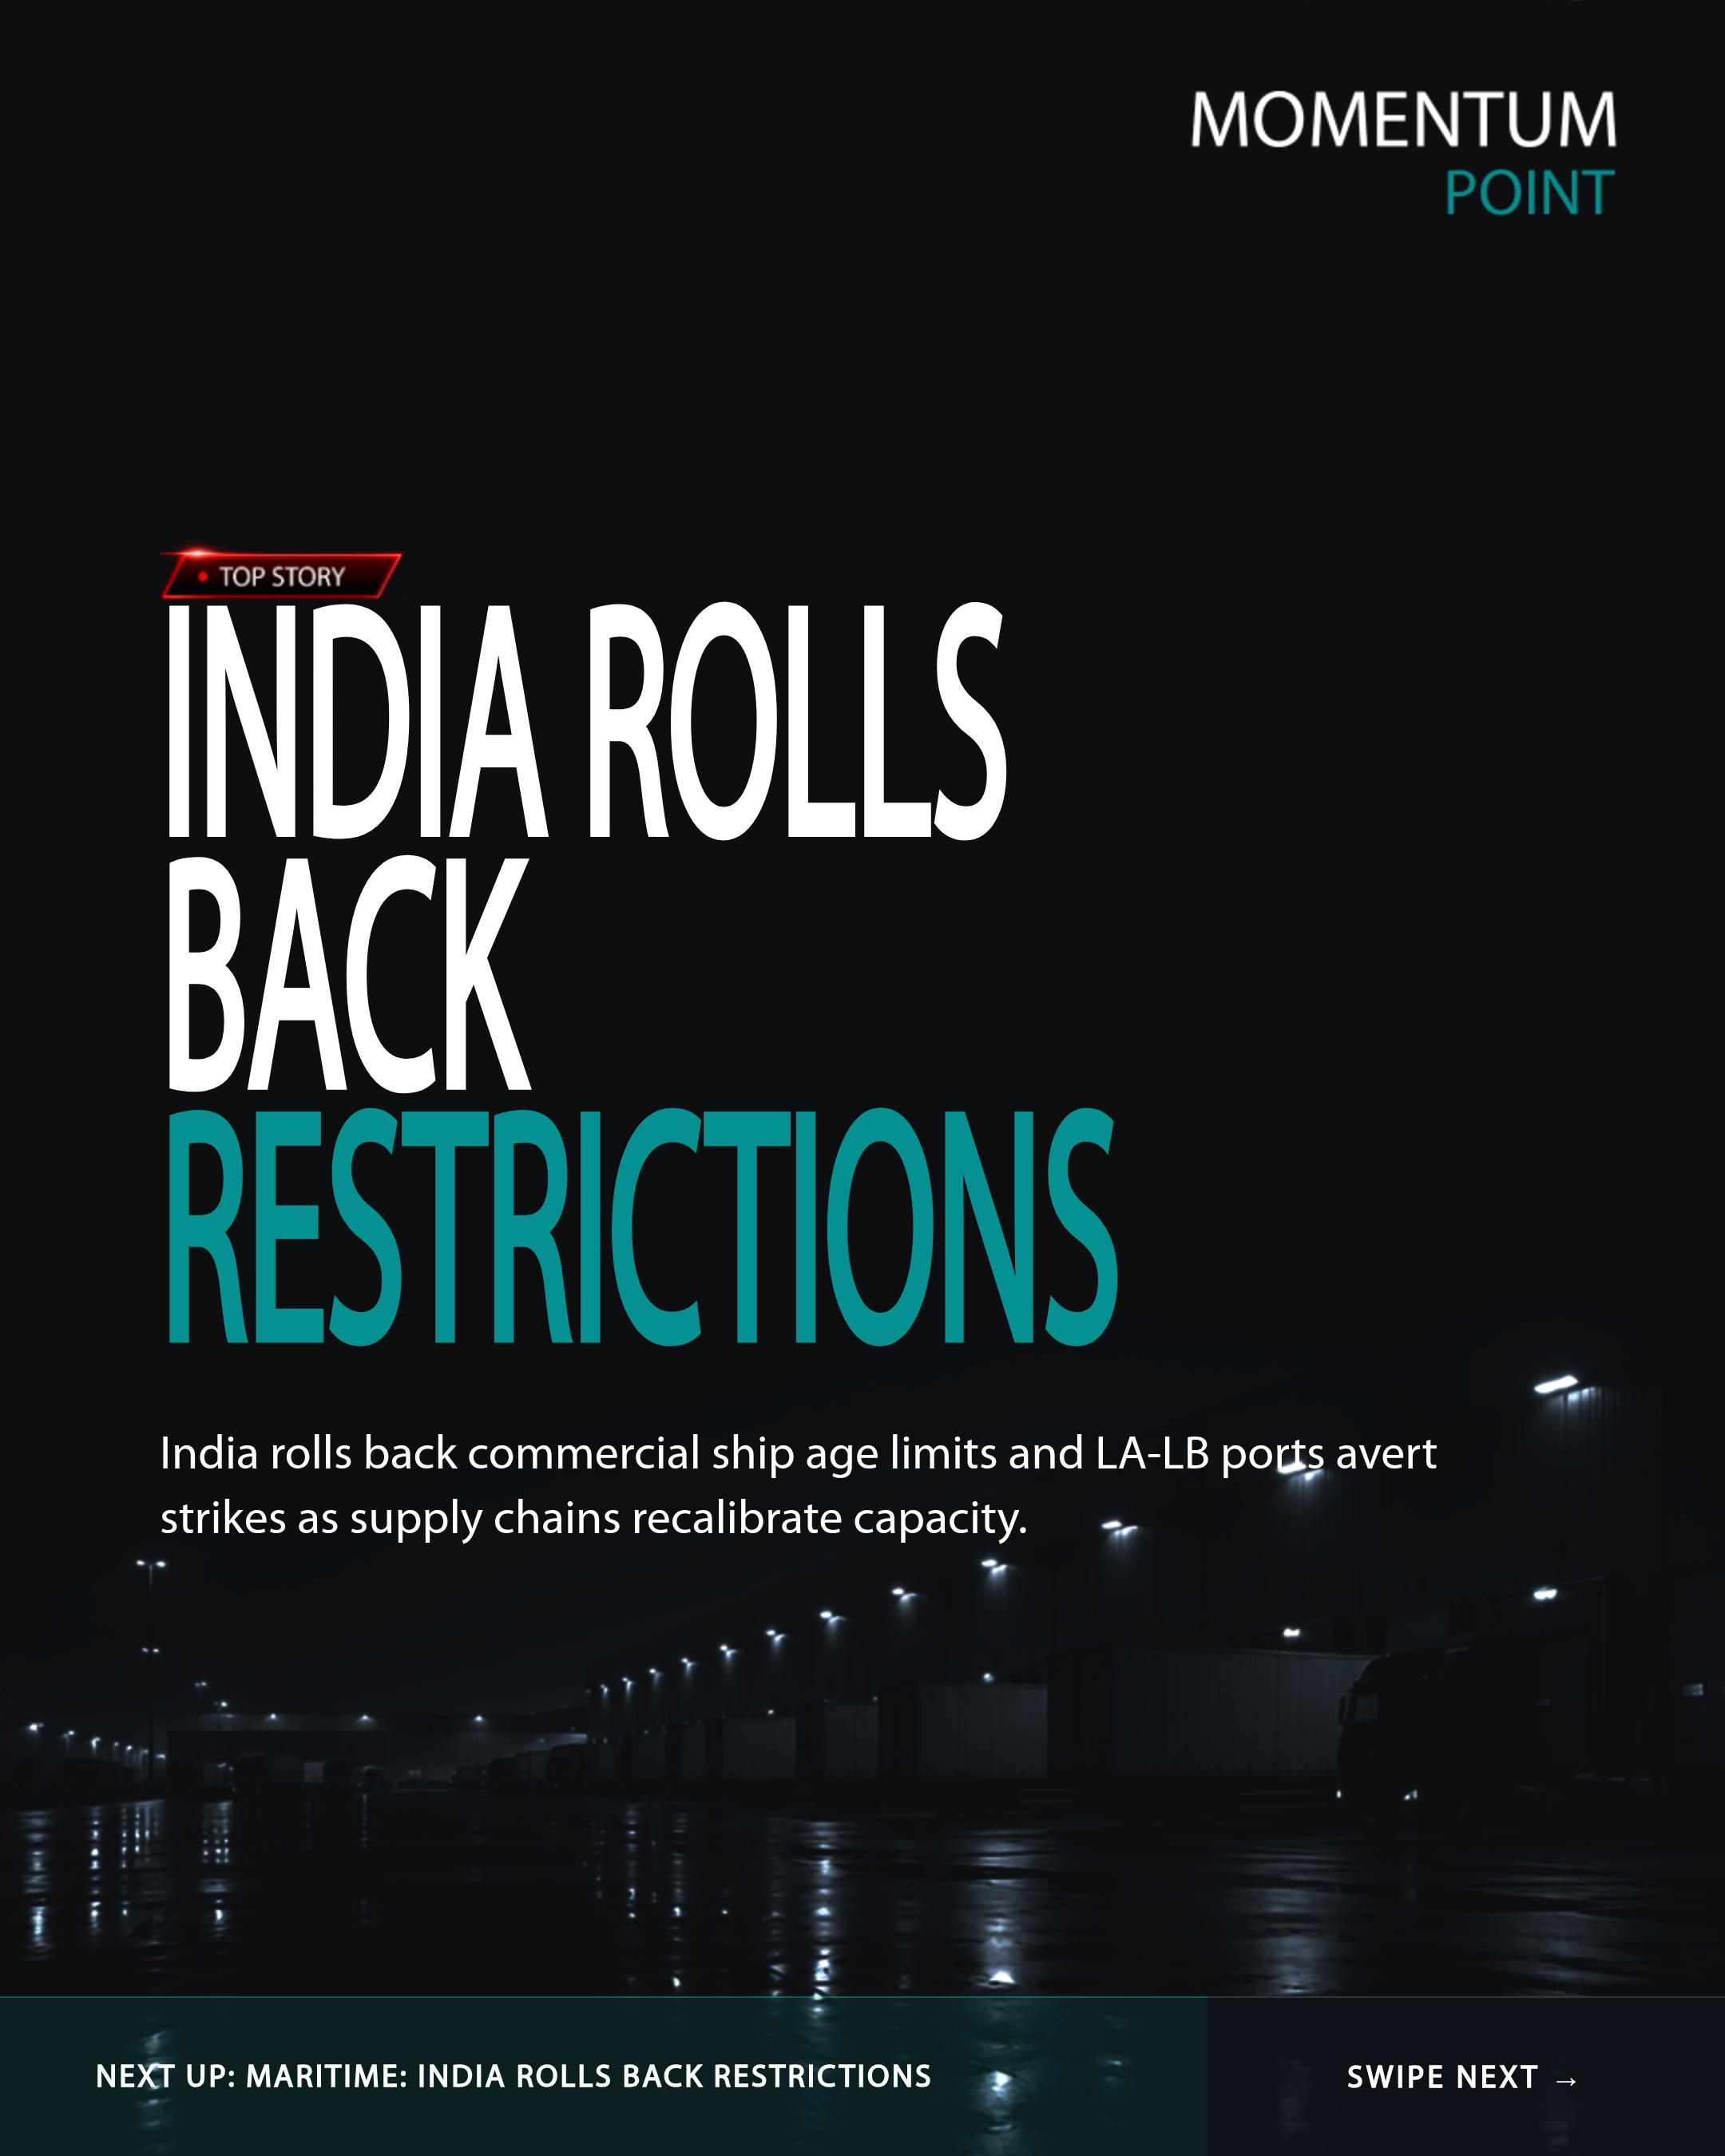 MOMENTUM
POINT
TOP STORY
INDIA ROLLS
BACK
RESTRICTIONS
India rolls back commercial ship age limits and LA-LB ports avert
strikes as supply chains recalibrate capacity.
NEXT UP: MARITIME: INDIA ROLLS BACK RESTRICTIONS
SWIPE NEXT →